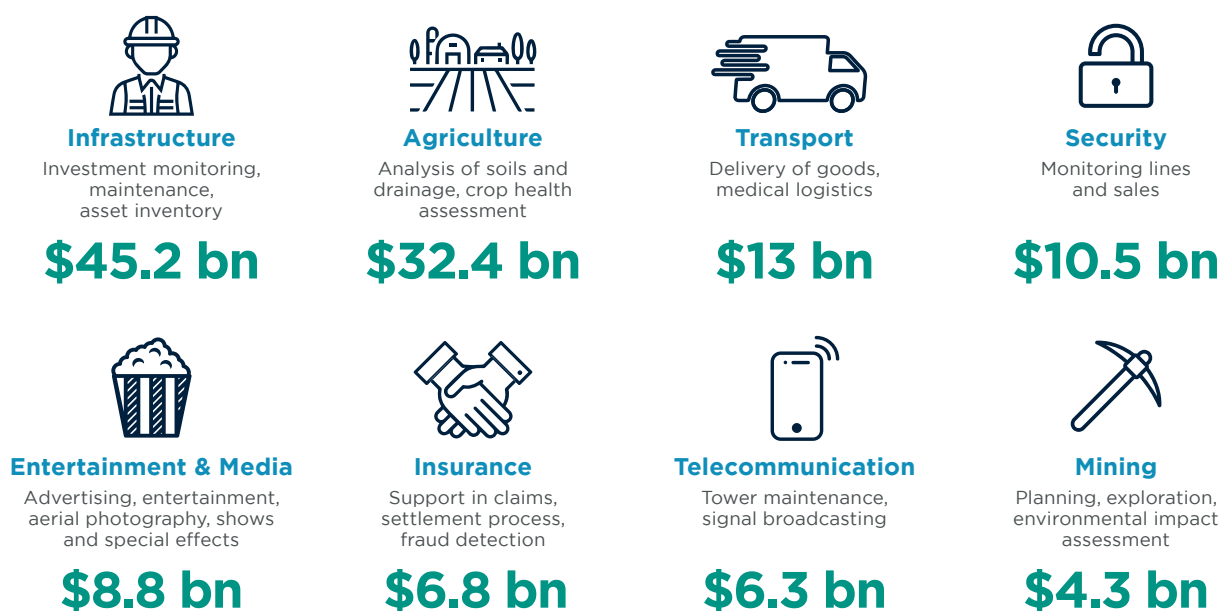 Infrastructure
Investment monitoring,
maintenance,
asset inventory
$45.2 bn
Agriculture
Analysis of soils and
drainage, crop health
assessment
$32.4 bn
Transport
Delivery of goods,
medical logistics
$13 bn
Security
Monitoring lines
and sales
$10.5 bn
Entertainment & Media
Advertising, entertainment,
aerial photography, shows
and special effects
$8.8 bn
Insurance
Support in claims,
settlement process,
fraud detection
$6.8 bn
Telecommunication
Tower maintenance,
signal broadcasting
$6.3 bn
Mining
Planning, exploration,
environmental impact
assessment
$4.3 bn